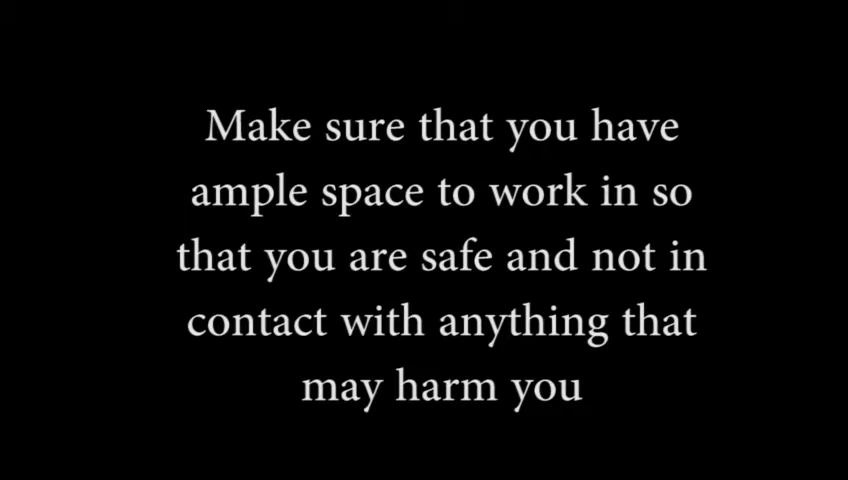 Make sure that you have
ample space to work in so
that you are safe and not in
contact with anything that
may harm you